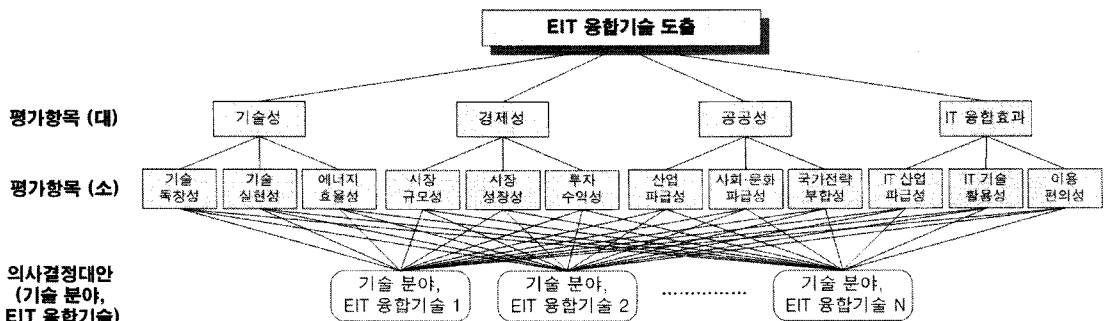 EIT 융합기술 도출
평가항목 (대)
기술성
경제성
공공성
IT 융합효과
평가항목 (소)
기술
독창성
기술
실현성
에너지
효율성
시장
규모성
시장
성장성
투자
수익성
산업
파급성
사회·문화
파급성
국가전략
부합성
IT 산업
파급성
IT 기술
활용성
이용
편의성
의사결정대안
(기술 분야,
EIT 융합기술)
기술 분야,
EIT 융합기술 1
기술 분야,
EIT 융합기술 2
기술 분야,
EIT 융합기술 N